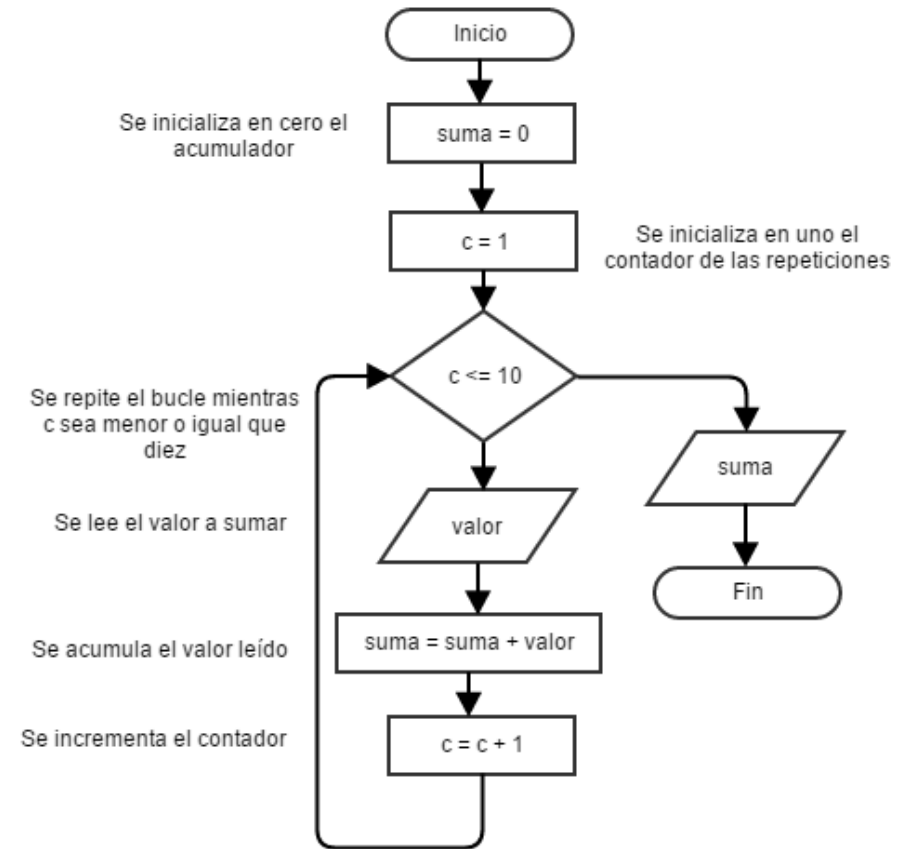 Inicio
Se inicializa en cero el
acumulador
suma = 0
c = 1
Se inicializa en uno el
contador de las repeticiones
c <= 10
Se repite el bucle mientras
c sea menor o igual que
diez
suma
Se lee el valor a sumar
valor
Fin
Se acumula el valor leído
suma = suma + valor
Se incrementa el contador
c = c + 1